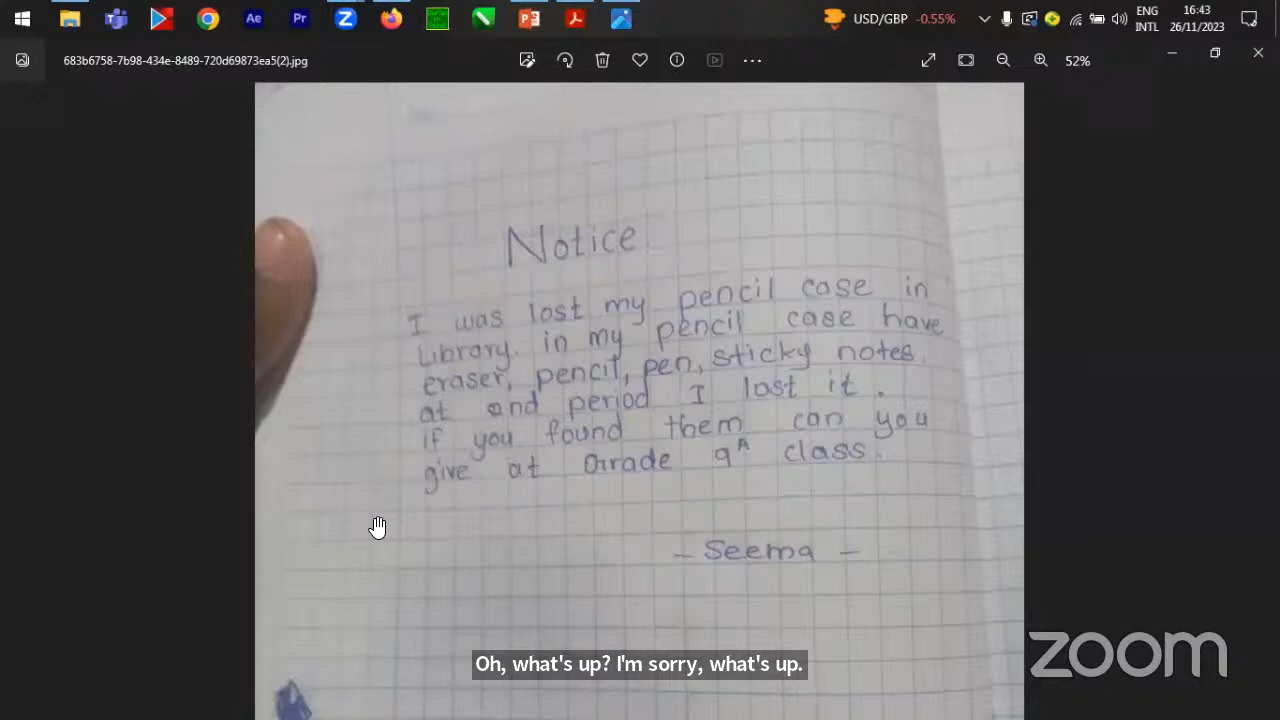 USD/GBP -0.55%
ENG
INTL
16:43
26/11/2023
683b6758-7b98-434e-8489-720d69873ea5(2).jpg
52%
Notice
I was lost my pencil case in
Library. in my pencil case have
eraser, pencil, pen, sticky notes.
at 2nd period I lost it.
if you found them can you
give at Grade 9A class.
- Seema -
Oh, what's up? I'm sorry, what's up.
zoom